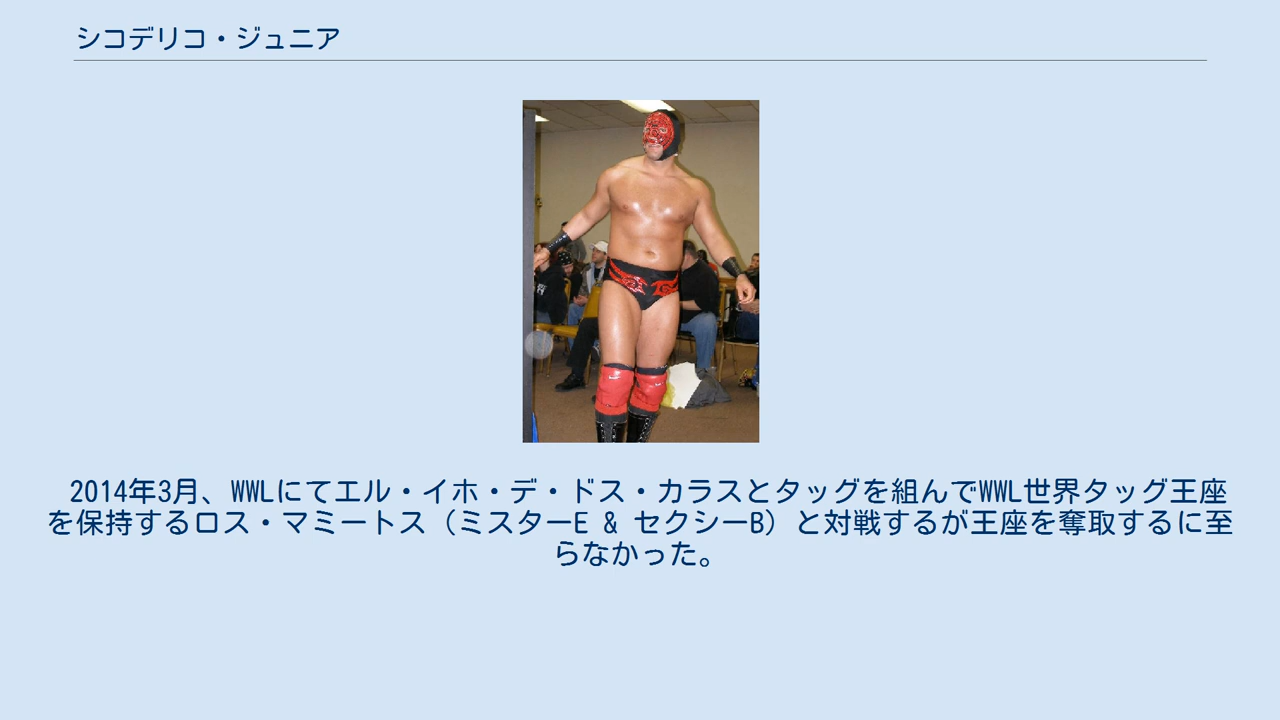 シコデリコ・ジュニア
2014年3月、WWLにてエル・イホ・デ・ドス・カラスとタッグを組んでWWL世界タッグ王座
を保持するロス・マミートス（ミスターE & セクシーB）と対戦するが王座を奪取するに至
らなかった。